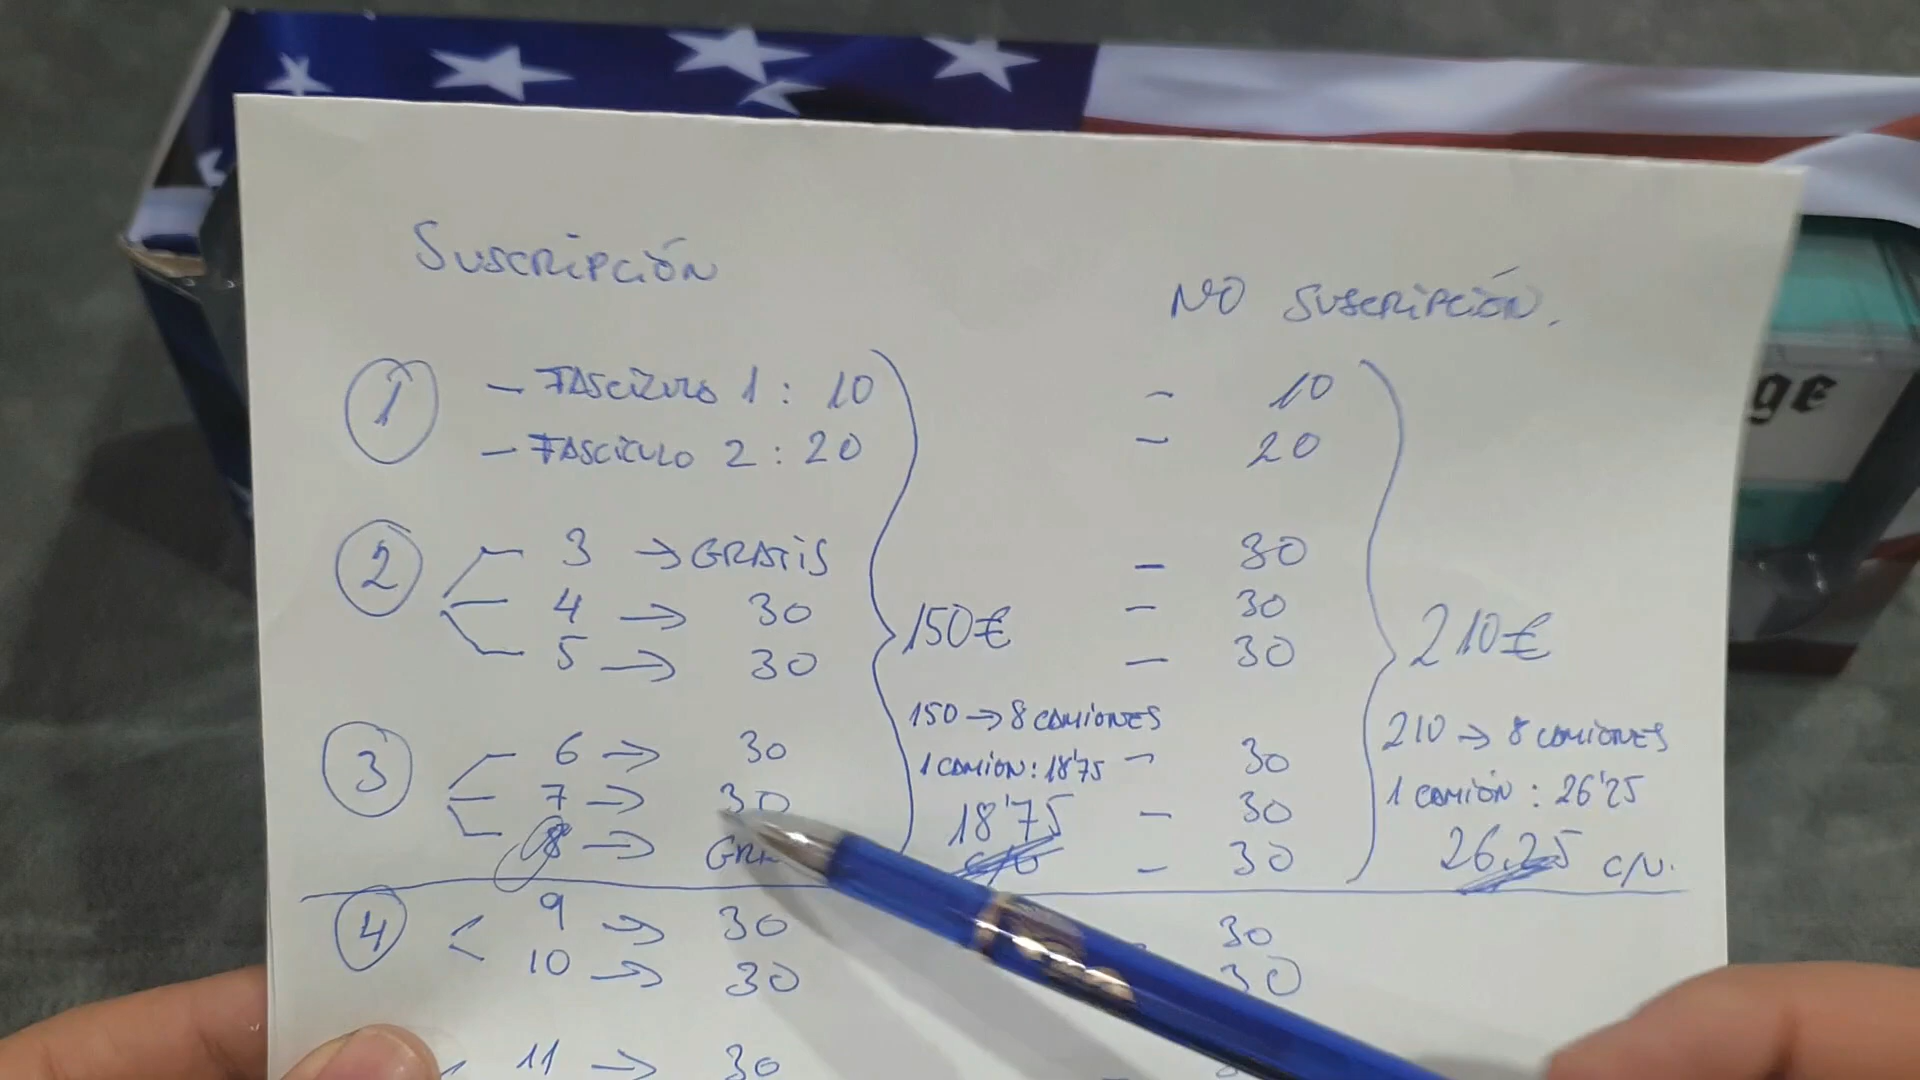 SUSCRIPCIÓN
NO SUSCRIPCIÓN.
1 - FASCÍCULO 1 : 10 - 10
- FASCICULO 2 : 20 - 20
2 3 → GRATIS - 30
4 → 30 - 30
5 → 30 - 30
150€ 210€
150 → 8 CAMIONES 210 → 8 CAMIONES
3 6 → 30 - 30
1 CAMIÓN : 18'75 1 CAMIÓN : 26'25
7 → 30 - 30
18'75 26.25 c/u.
8 → - 30
4 < 9 → 30 30
10 → 30 30
11 → 30
ge